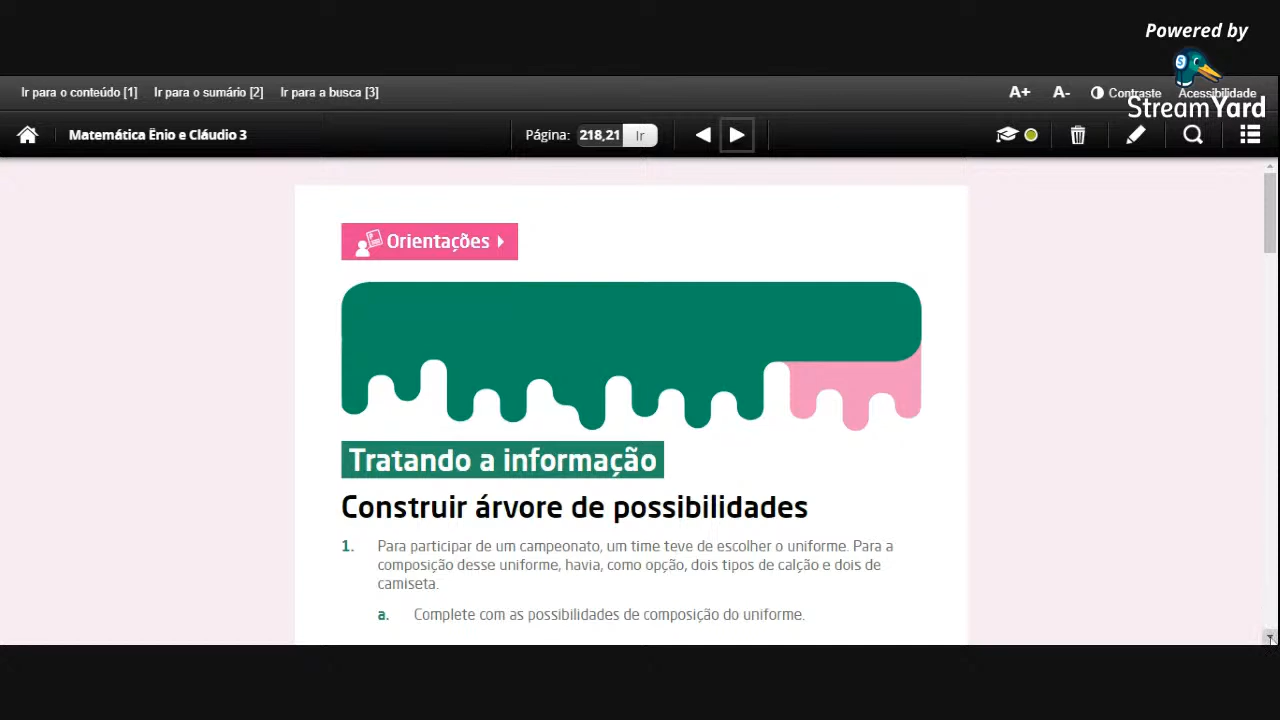 Powered by
StreamYard
Ir para o conteúdo [1] Ir para o sumário [2] Ir para a busca [3] A+ A- Contraste Acessibilidade
Matemática Ênio e Cláudio 3 Página: 218,21 Ir
Orientações
Tratando a informação
Construir árvore de possibilidades
1. Para participar de um campeonato, um time teve de escolher o uniforme. Para a
composição desse uniforme, havia, como opção, dois tipos de calção e dois de
camiseta.
a. Complete com as possibilidades de composição do uniforme.